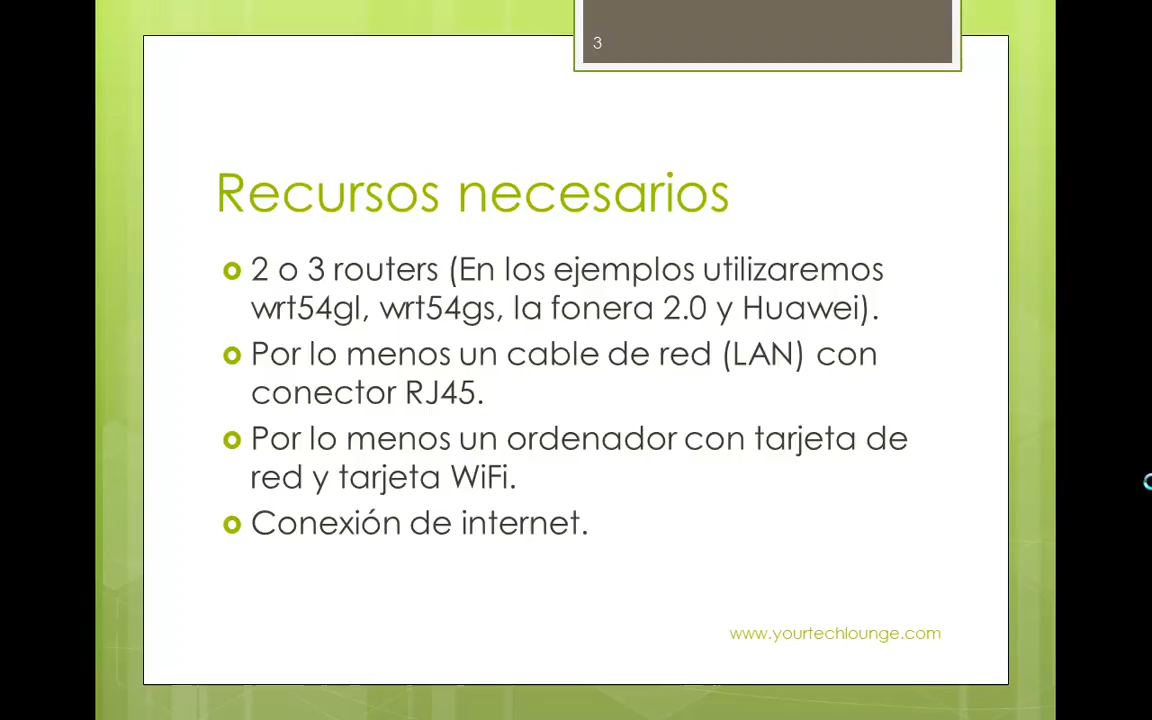 3
Recursos necesarios
2 o 3 routers (En los ejemplos utilizaremos
wrt54gl, wrt54gs, la fonera 2.0 y Huawei).
Por lo menos un cable de red (LAN) con
conector RJ45.
Por lo menos un ordenador con tarjeta de
red y tarjeta WiFi.
Conexión de internet.
www.yourtechlounge.com